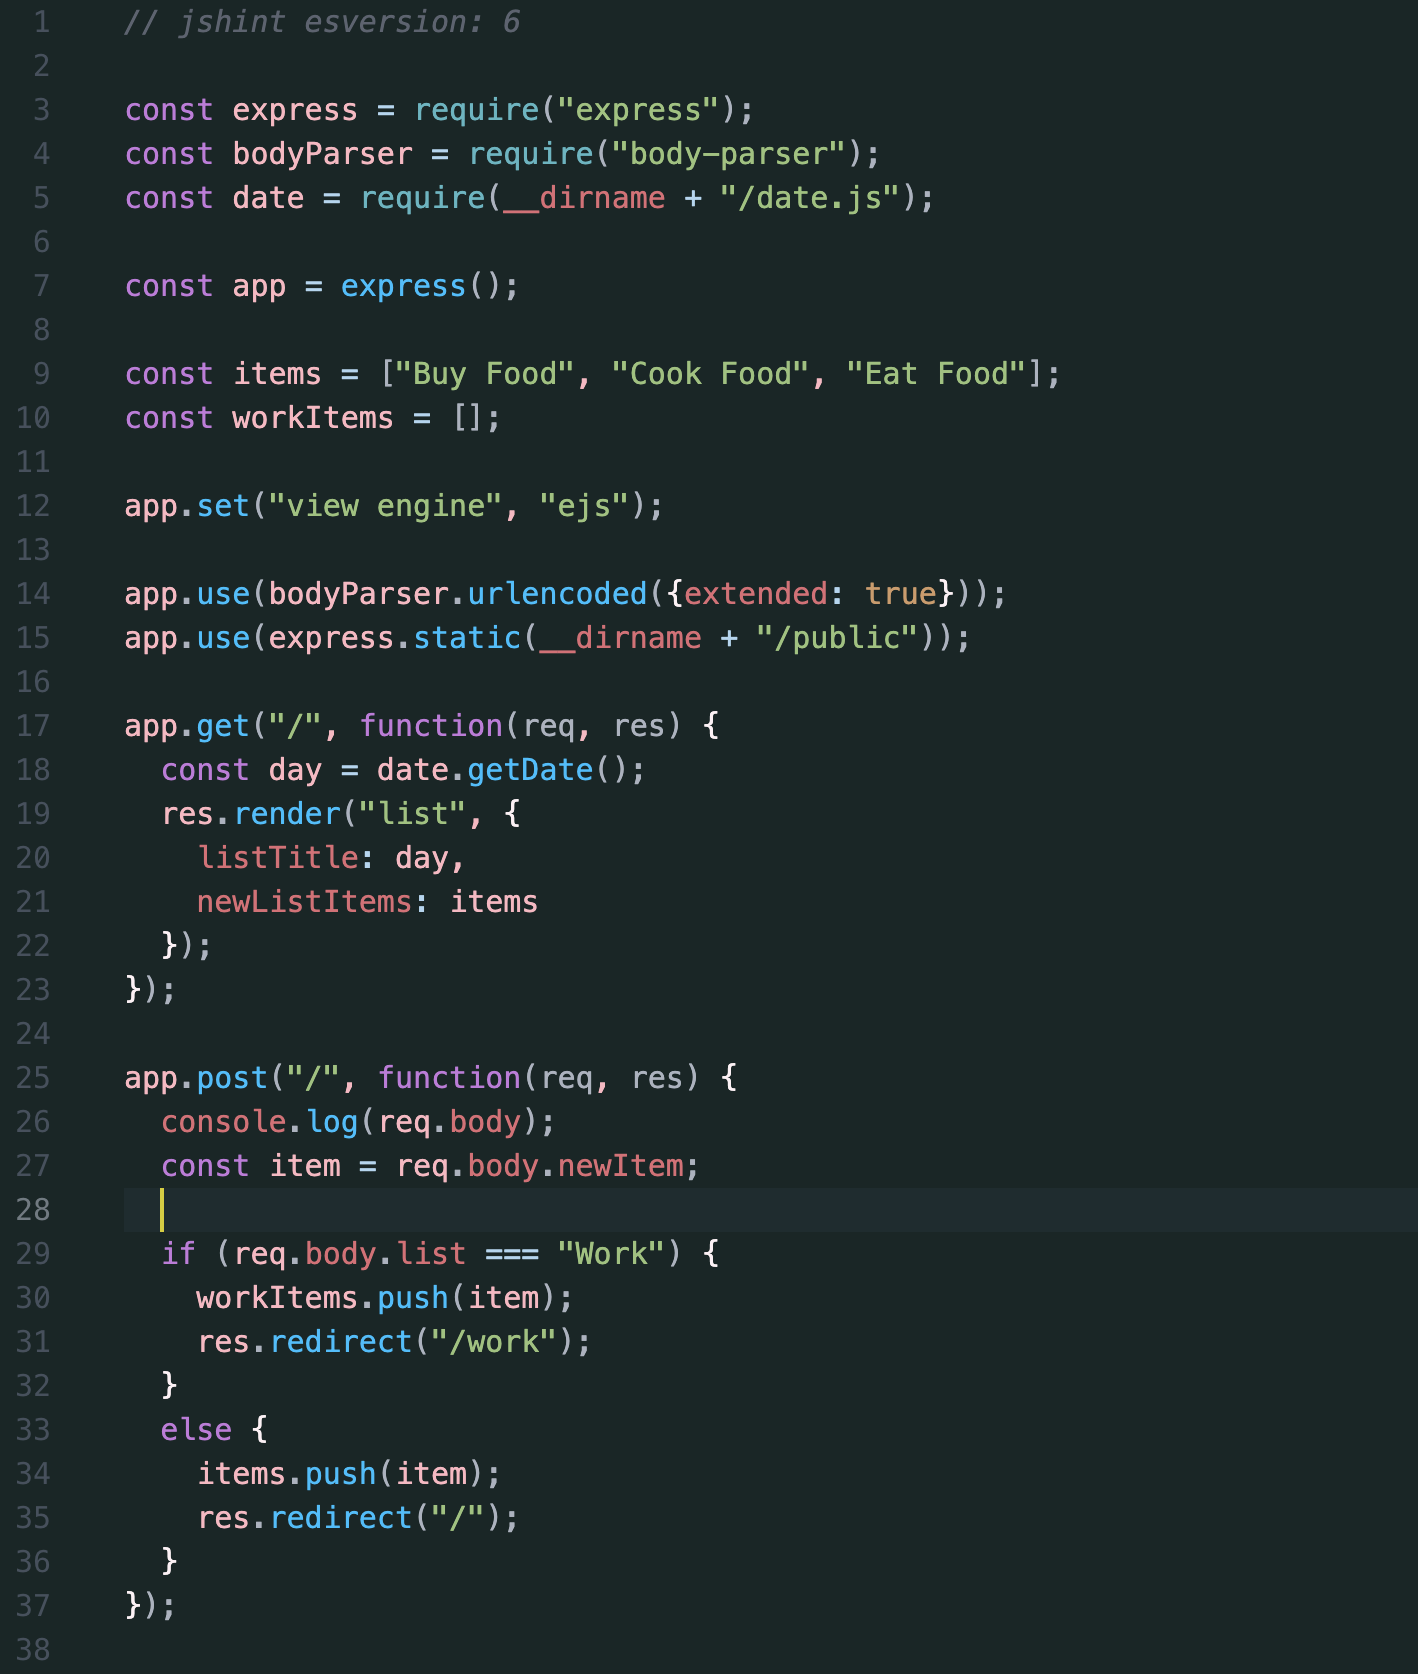 1 // jshint esversion: 6
2
3 const express = require("express");
4 const bodyParser = require("body-parser");
5 const date = require(__dirname + "/date.js");
6
7 const app = express();
8
9 const items = ["Buy Food", "Cook Food", "Eat Food"];
10 const workItems = [];
11
12 app.set("view engine", "ejs");
13
14 app.use(bodyParser.urlencoded({extended: true}));
15 app.use(express.static(__dirname + "/public"));
16
17 app.get("/", function(req, res) {
18   const day = date.getDate();
19   res.render("list", {
20     listTitle: day,
21     newListItems: items
22   });
23 });
24
25 app.post("/", function(req, res) {
26   console.log(req.body);
27   const item = req.body.newItem;
28
29   if (req.body.list === "Work") {
30     workItems.push(item);
31     res.redirect("/work");
32   }
33   else {
34     items.push(item);
35     res.redirect("/");
36   }
37 });
38